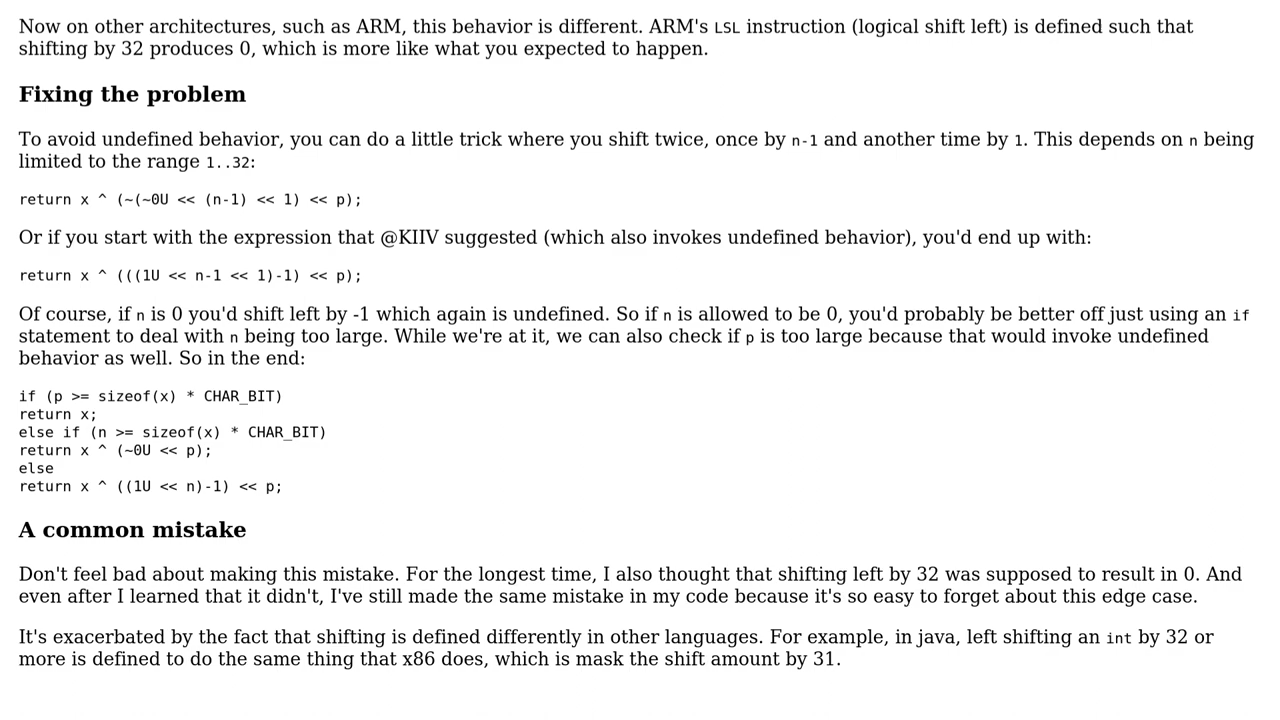 Now on other architectures, such as ARM, this behavior is different. ARM's LSL instruction (logical shift left) is defined such that
shifting by 32 produces 0, which is more like what you expected to happen.
Fixing the problem
To avoid undefined behavior, you can do a little trick where you shift twice, once by n-1 and another time by 1. This depends on n being
limited to the range 1..32:
return x ^ (~(~0U << (n-1) << 1) << p);
Or if you start with the expression that @KIIV suggested (which also invokes undefined behavior), you'd end up with:
return x ^ (((1U << n-1 << 1)-1) << p);
Of course, if n is 0 you'd shift left by -1 which again is undefined. So if n is allowed to be 0, you'd probably be better off just using an if
statement to deal with n being too large. While we're at it, we can also check if p is too large because that would invoke undefined
behavior as well. So in the end:
if (p >= sizeof(x) * CHAR_BIT)
return x;
else if (n >= sizeof(x) * CHAR_BIT)
return x ^ (~0U << p);
else
return x ^ ((1U << n)-1) << p;
A common mistake
Don't feel bad about making this mistake. For the longest time, I also thought that shifting left by 32 was supposed to result in 0. And
even after I learned that it didn't, I've still made the same mistake in my code because it's so easy to forget about this edge case.
It's exacerbated by the fact that shifting is defined differently in other languages. For example, in java, left shifting an int by 32 or
more is defined to do the same thing that x86 does, which is mask the shift amount by 31.